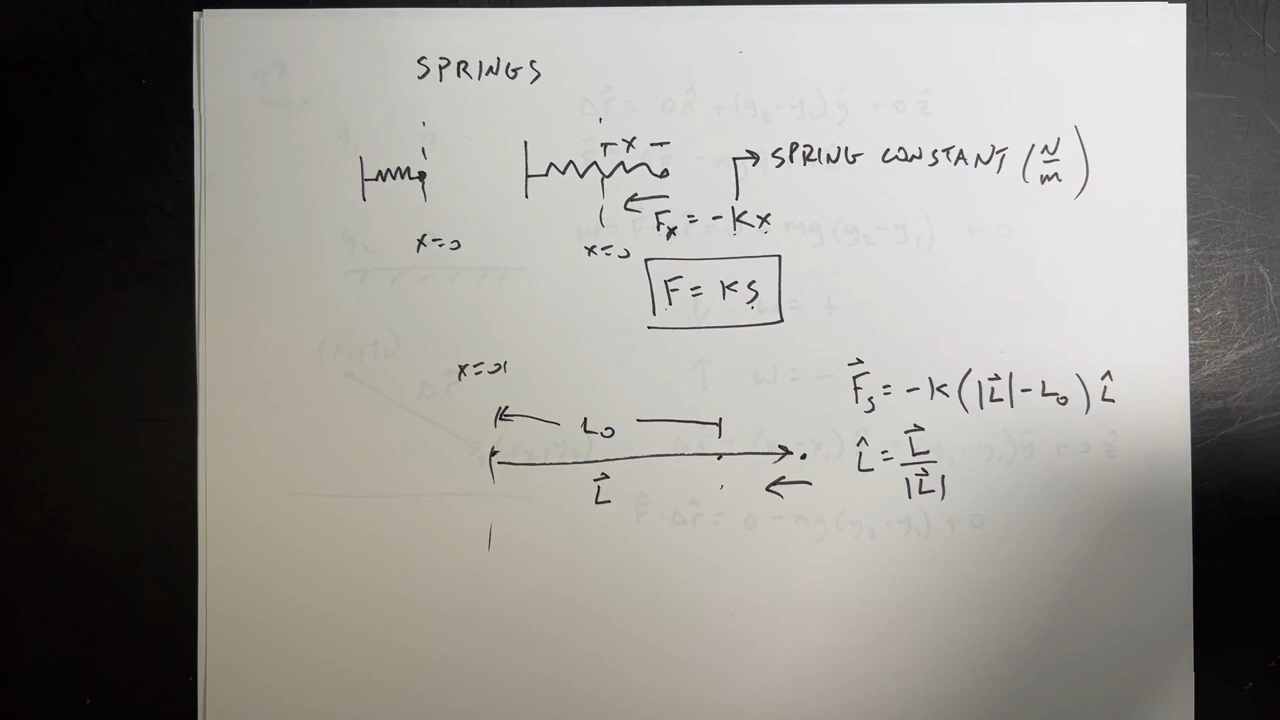 SPRINGS
x
SPRING CONSTANT (N/m)
Fₓ = -Kx
x=0
x=0
F = KS
x=0
F⃗ₛ = -K(|L⃗| - L₀) L̂
L₀
L̂ = L⃗/|L⃗|
L⃗